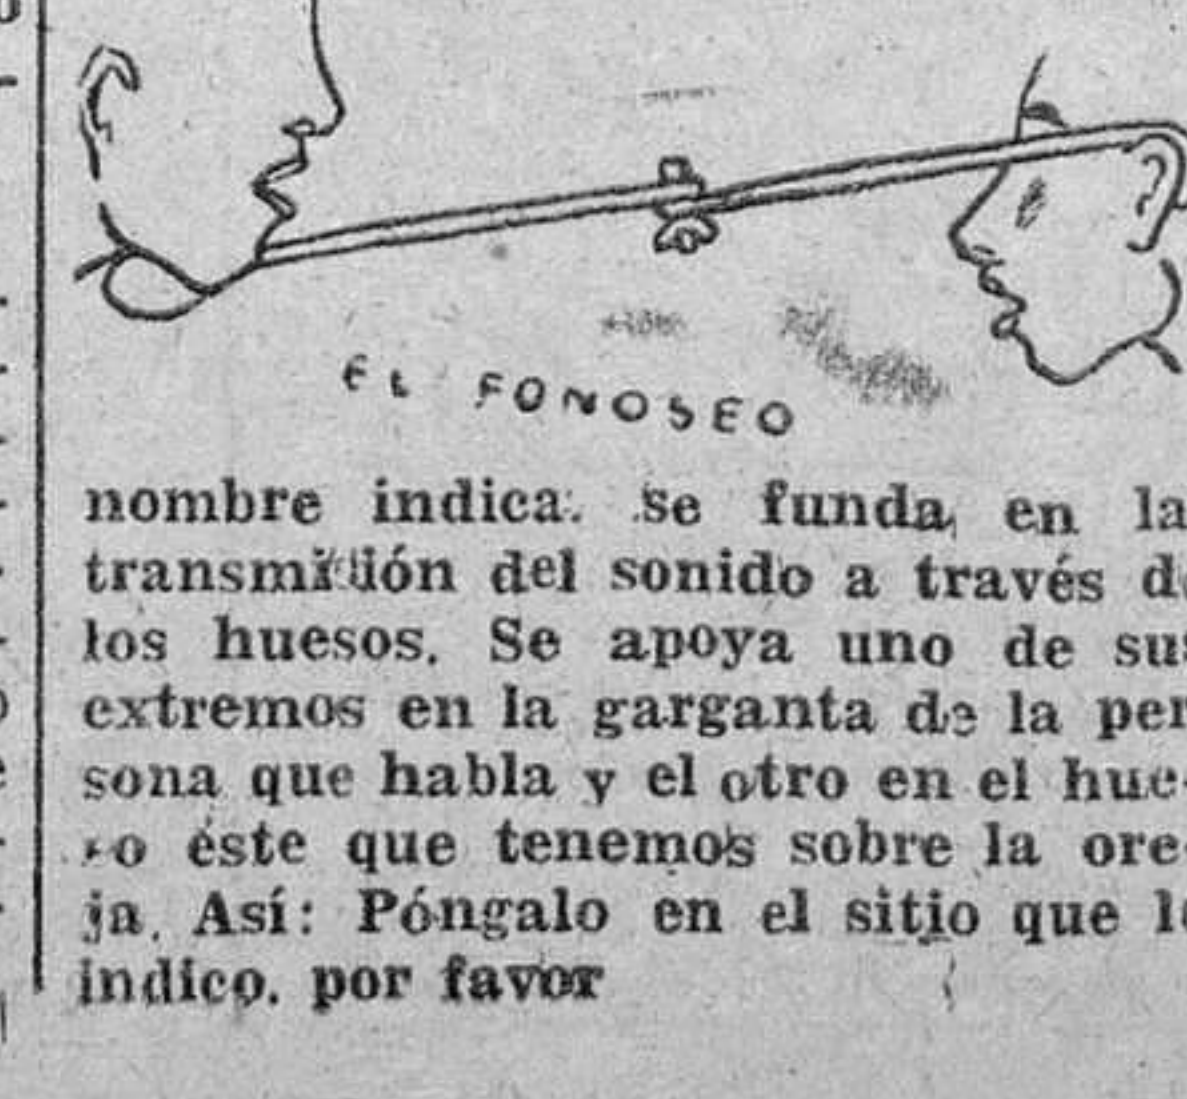 EL FONOSEO
nombre indica. Se funda, en la
transmisión del sonido a través de
los huesos. Se apoya uno de sus
extremos en la garganta de la per
sona que habla y el otro en el hue-
so éste que tenemos sobre la ore-
ja. Así: Póngalo en el sitio que
indico. por favor